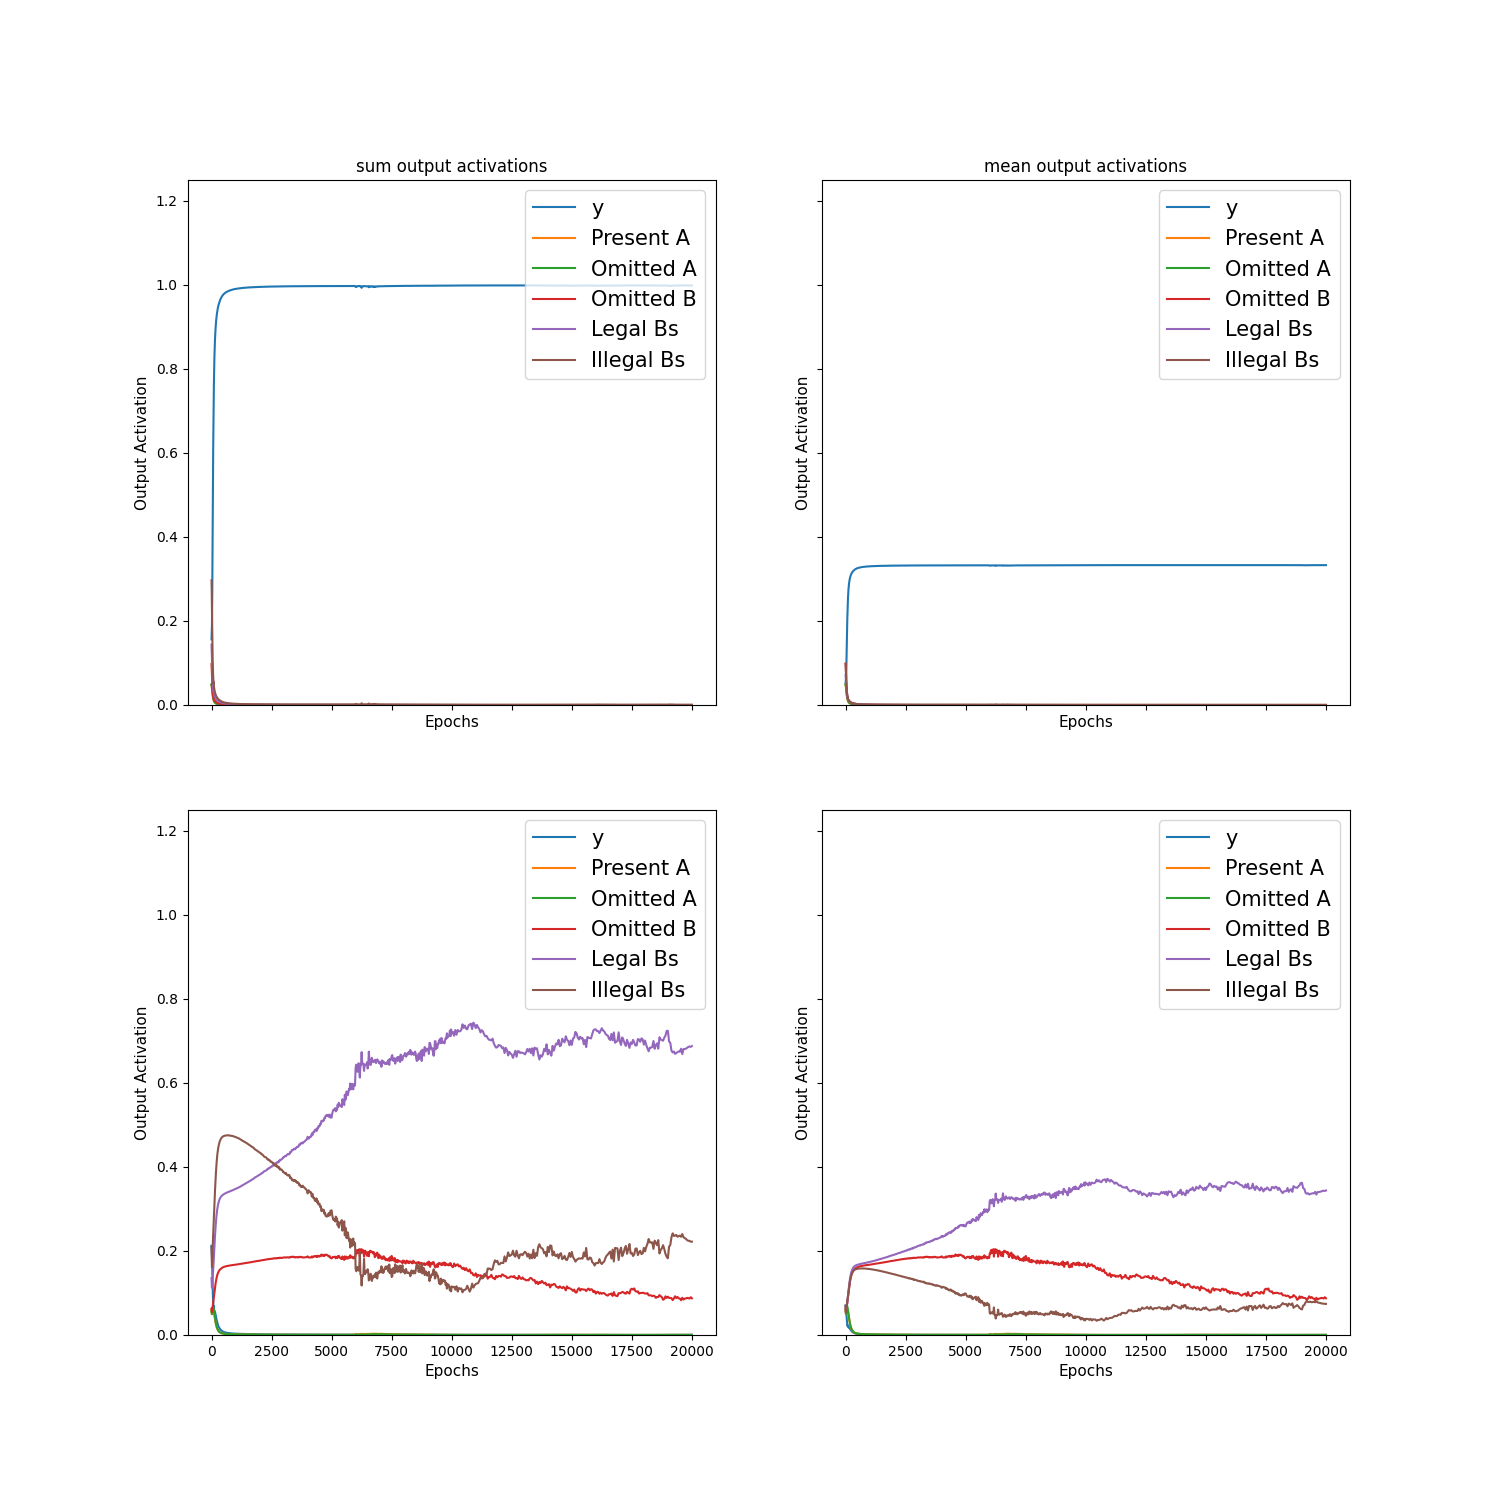 sum output activations
mean output activations
1.2
1.0
0.8
0.6
0.4
0.2
0.0
Output Activation
Epochs
y
Present A
Omitted A
Omitted B
Legal Bs
Illegal Bs
Output Activation
Epochs
y
Present A
Omitted A
Omitted B
Legal Bs
Illegal Bs
1.2
1.0
0.8
0.6
0.4
0.2
0.0
Output Activation
0 2500 5000 7500 10000 12500 15000 17500 20000
Epochs
y
Present A
Omitted A
Omitted B
Legal Bs
Illegal Bs
Output Activation
0 2500 5000 7500 10000 12500 15000 17500 20000
Epochs
y
Present A
Omitted A
Omitted B
Legal Bs
Illegal Bs